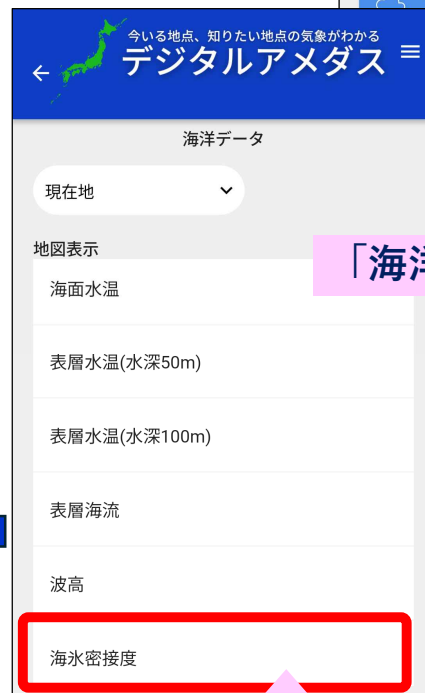 今いる地点、知りたい地点の気象がわかる
デジタルアメダス
海洋データ
現在地
地図表示
「海洋
海面水温
表層水温(水深50m)
表層水温(水深100m)
表層海流
波高
海氷密接度